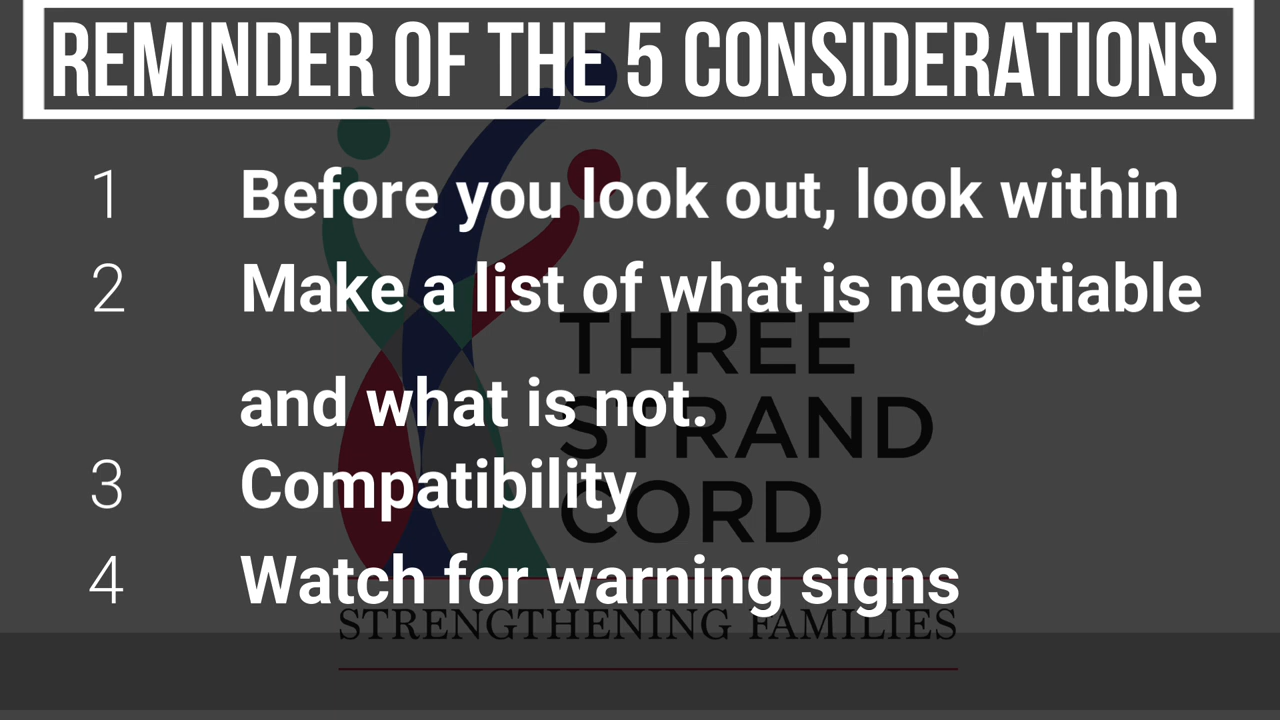 REMINDER OF THE 5 CONSIDERATIONS
1 Before you look out, look within
2 Make a list of what is negotiable
and what is not.
3 Compatibility
4 Watch for warning signs
THREE
STRAND
CORD
STRENGTHENING FAMILIES